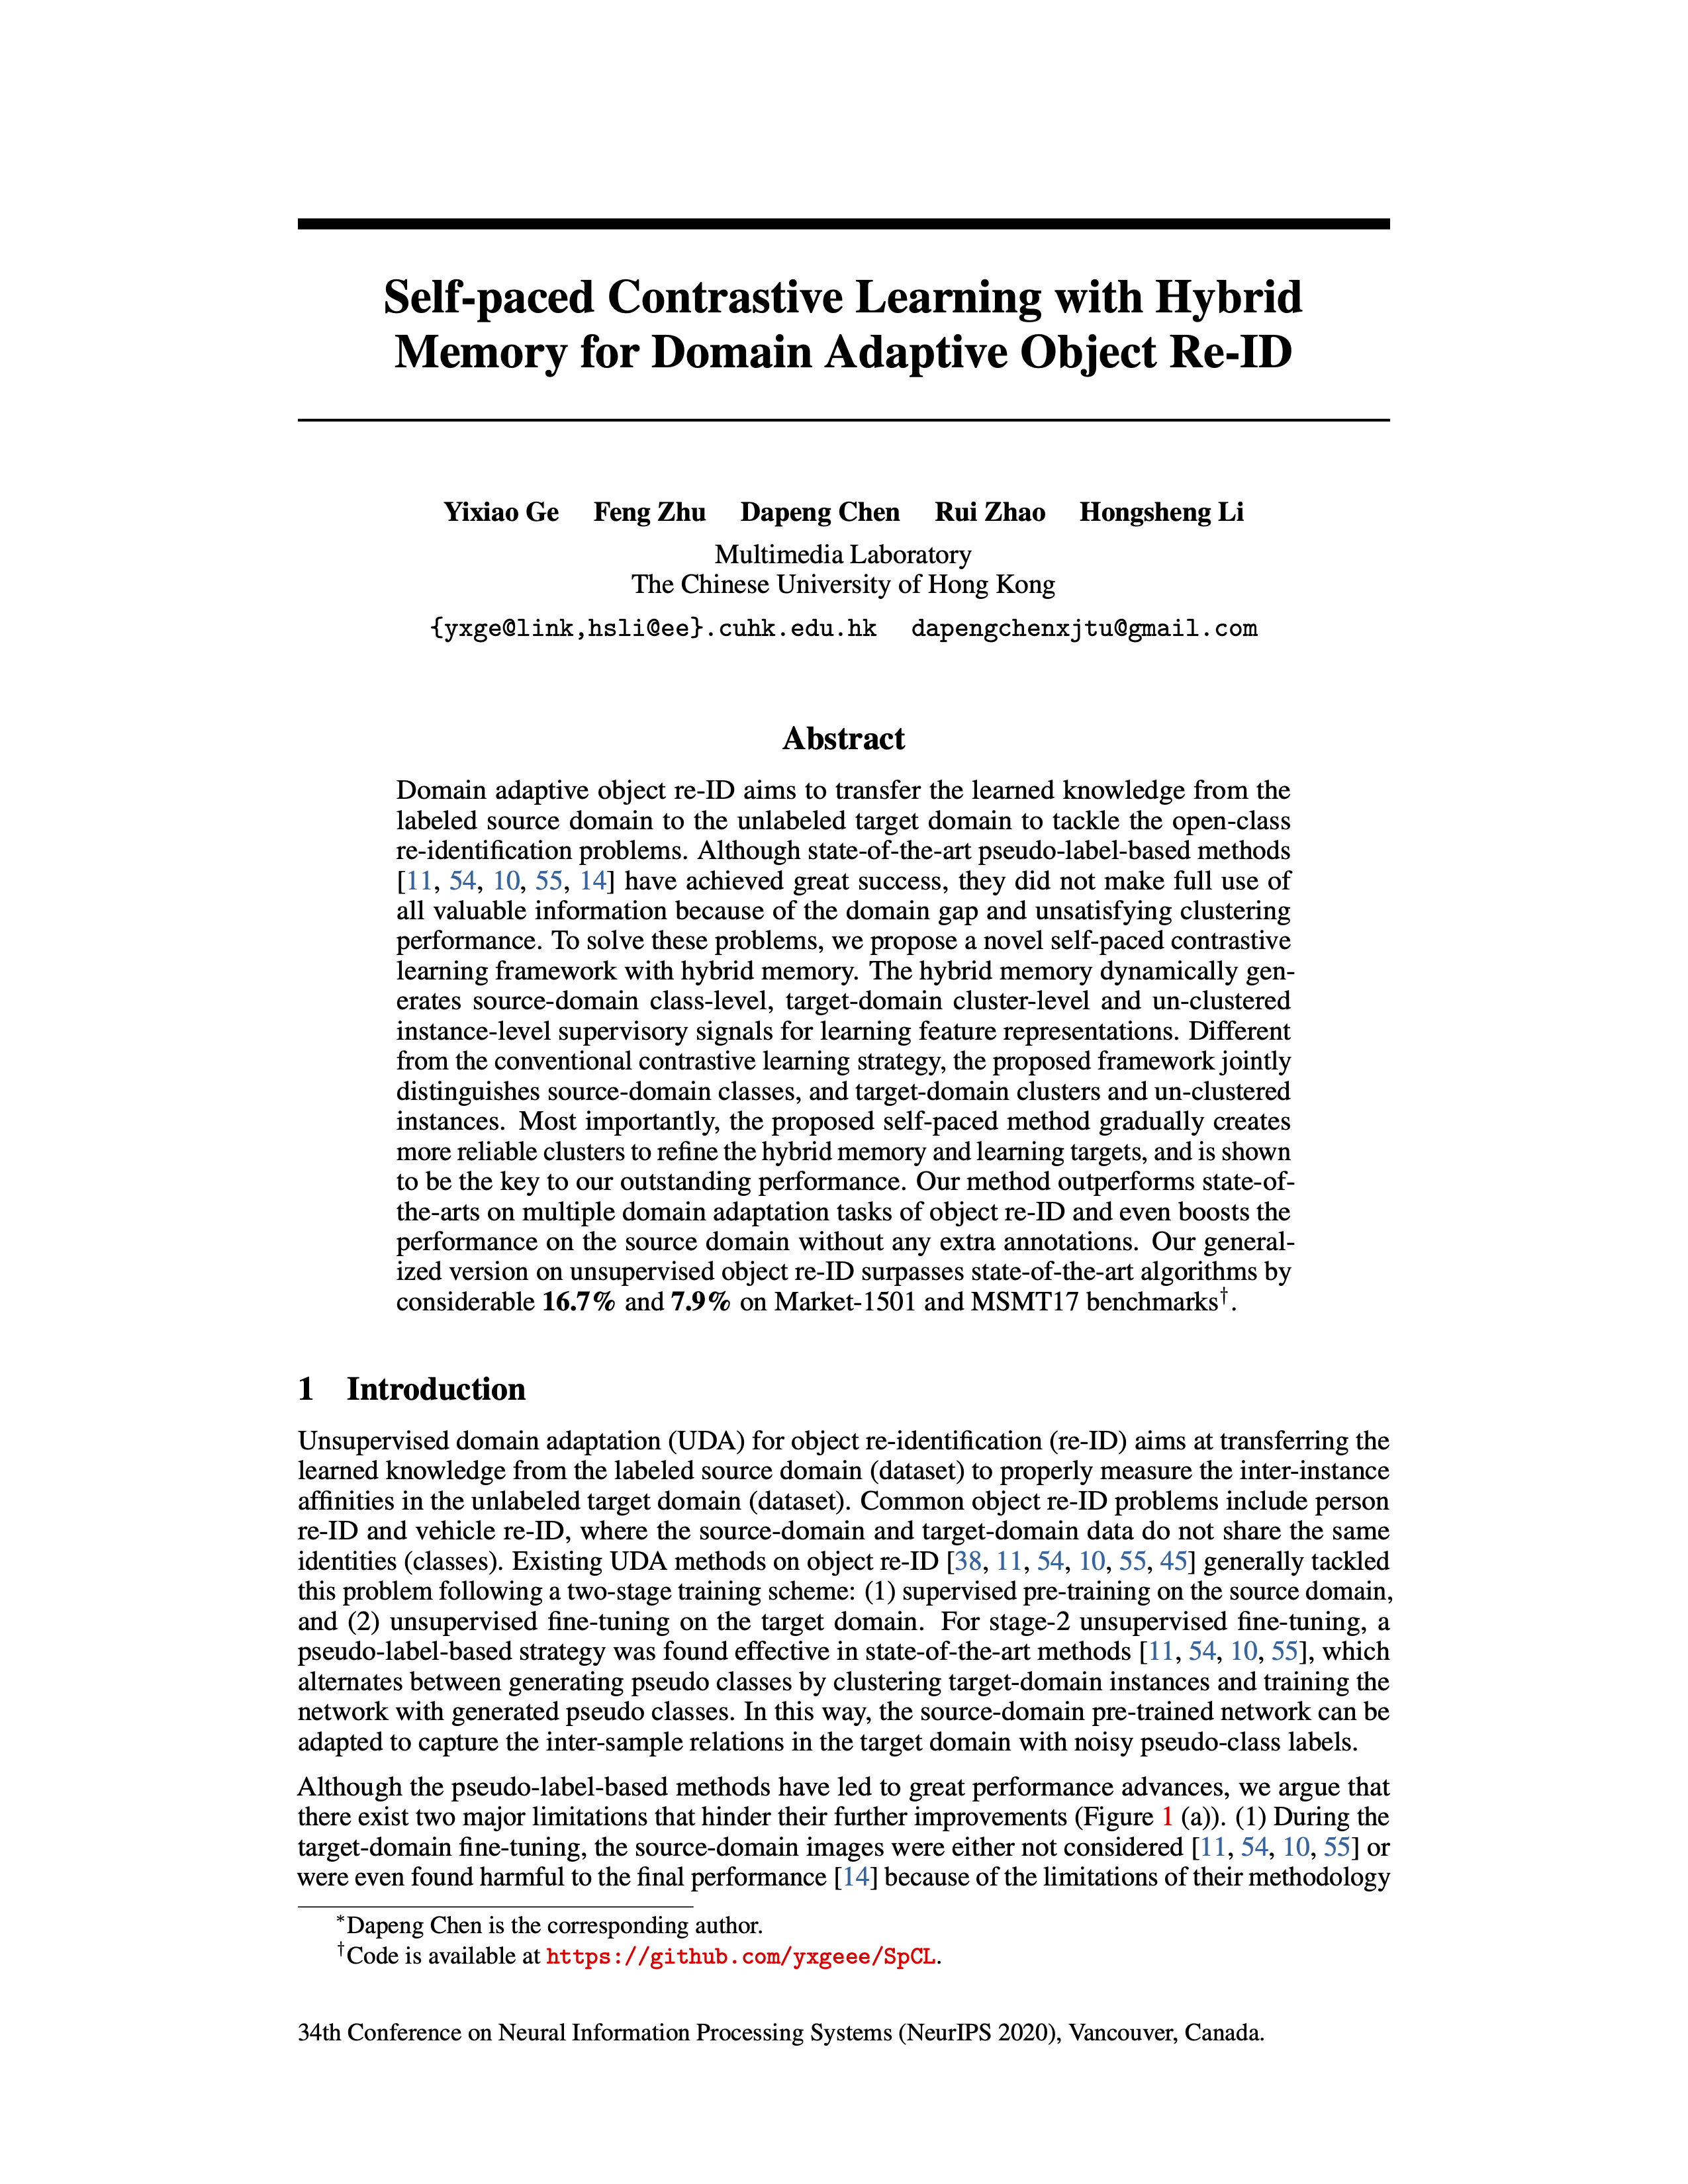 Self-paced Contrastive Learning with Hybrid
Memory for Domain Adaptive Object Re-ID
Yixiao Ge Feng Zhu Dapeng Chen Rui Zhao Hongsheng Li
Multimedia Laboratory
The Chinese University of Hong Kong
{yxge@link,hsli@ee}.cuhk.edu.hk dapengchenxjtu@gmail.com
Abstract
Domain adaptive object re-ID aims to transfer the learned knowledge from the
labeled source domain to the unlabeled target domain to tackle the open-class
re-identification problems. Although state-of-the-art pseudo-label-based methods
[11, 54, 10, 55, 14] have achieved great success, they did not make full use of
all valuable information because of the domain gap and unsatisfying clustering
performance. To solve these problems, we propose a novel self-paced contrastive
learning framework with hybrid memory. The hybrid memory dynamically gen-
erates source-domain class-level, target-domain cluster-level and un-clustered
instance-level supervisory signals for learning feature representations. Different
from the conventional contrastive learning strategy, the proposed framework jointly
distinguishes source-domain classes, and target-domain clusters and un-clustered
instances. Most importantly, the proposed self-paced method gradually creates
more reliable clusters to refine the hybrid memory and learning targets, and is shown
to be the key to our outstanding performance. Our method outperforms state-of-
the-arts on multiple domain adaptation tasks of object re-ID and even boosts the
performance on the source domain without any extra annotations. Our general-
ized version on unsupervised object re-ID surpasses state-of-the-art algorithms by
considerable 16.7% and 7.9% on Market-1501 and MSMT17 benchmarks†.
1 Introduction
Unsupervised domain adaptation (UDA) for object re-identification (re-ID) aims at transferring the
learned knowledge from the labeled source domain (dataset) to properly measure the inter-instance
affinities in the unlabeled target domain (dataset). Common object re-ID problems include person
re-ID and vehicle re-ID, where the source-domain and target-domain data do not share the same
identities (classes). Existing UDA methods on object re-ID [38, 11, 54, 10, 55, 45] generally tackled
this problem following a two-stage training scheme: (1) supervised pre-training on the source domain,
and (2) unsupervised fine-tuning on the target domain. For stage-2 unsupervised fine-tuning, a
pseudo-label-based strategy was found effective in state-of-the-art methods [11, 54, 10, 55], which
alternates between generating pseudo classes by clustering target-domain instances and training the
network with generated pseudo classes. In this way, the source-domain pre-trained network can be
adapted to capture the inter-sample relations in the target domain with noisy pseudo-class labels.
Although the pseudo-label-based methods have led to great performance advances, we argue that
there exist two major limitations that hinder their further improvements (Figure 1 (a)). (1) During the
target-domain fine-tuning, the source-domain images were either not considered [11, 54, 10, 55] or
were even found harmful to the final performance [14] because of the limitations of their methodology
*Dapeng Chen is the corresponding author.
†Code is available at https://github.com/yxgeee/SpCL.
34th Conference on Neural Information Processing Systems (NeurIPS 2020), Vancouver, Canada.